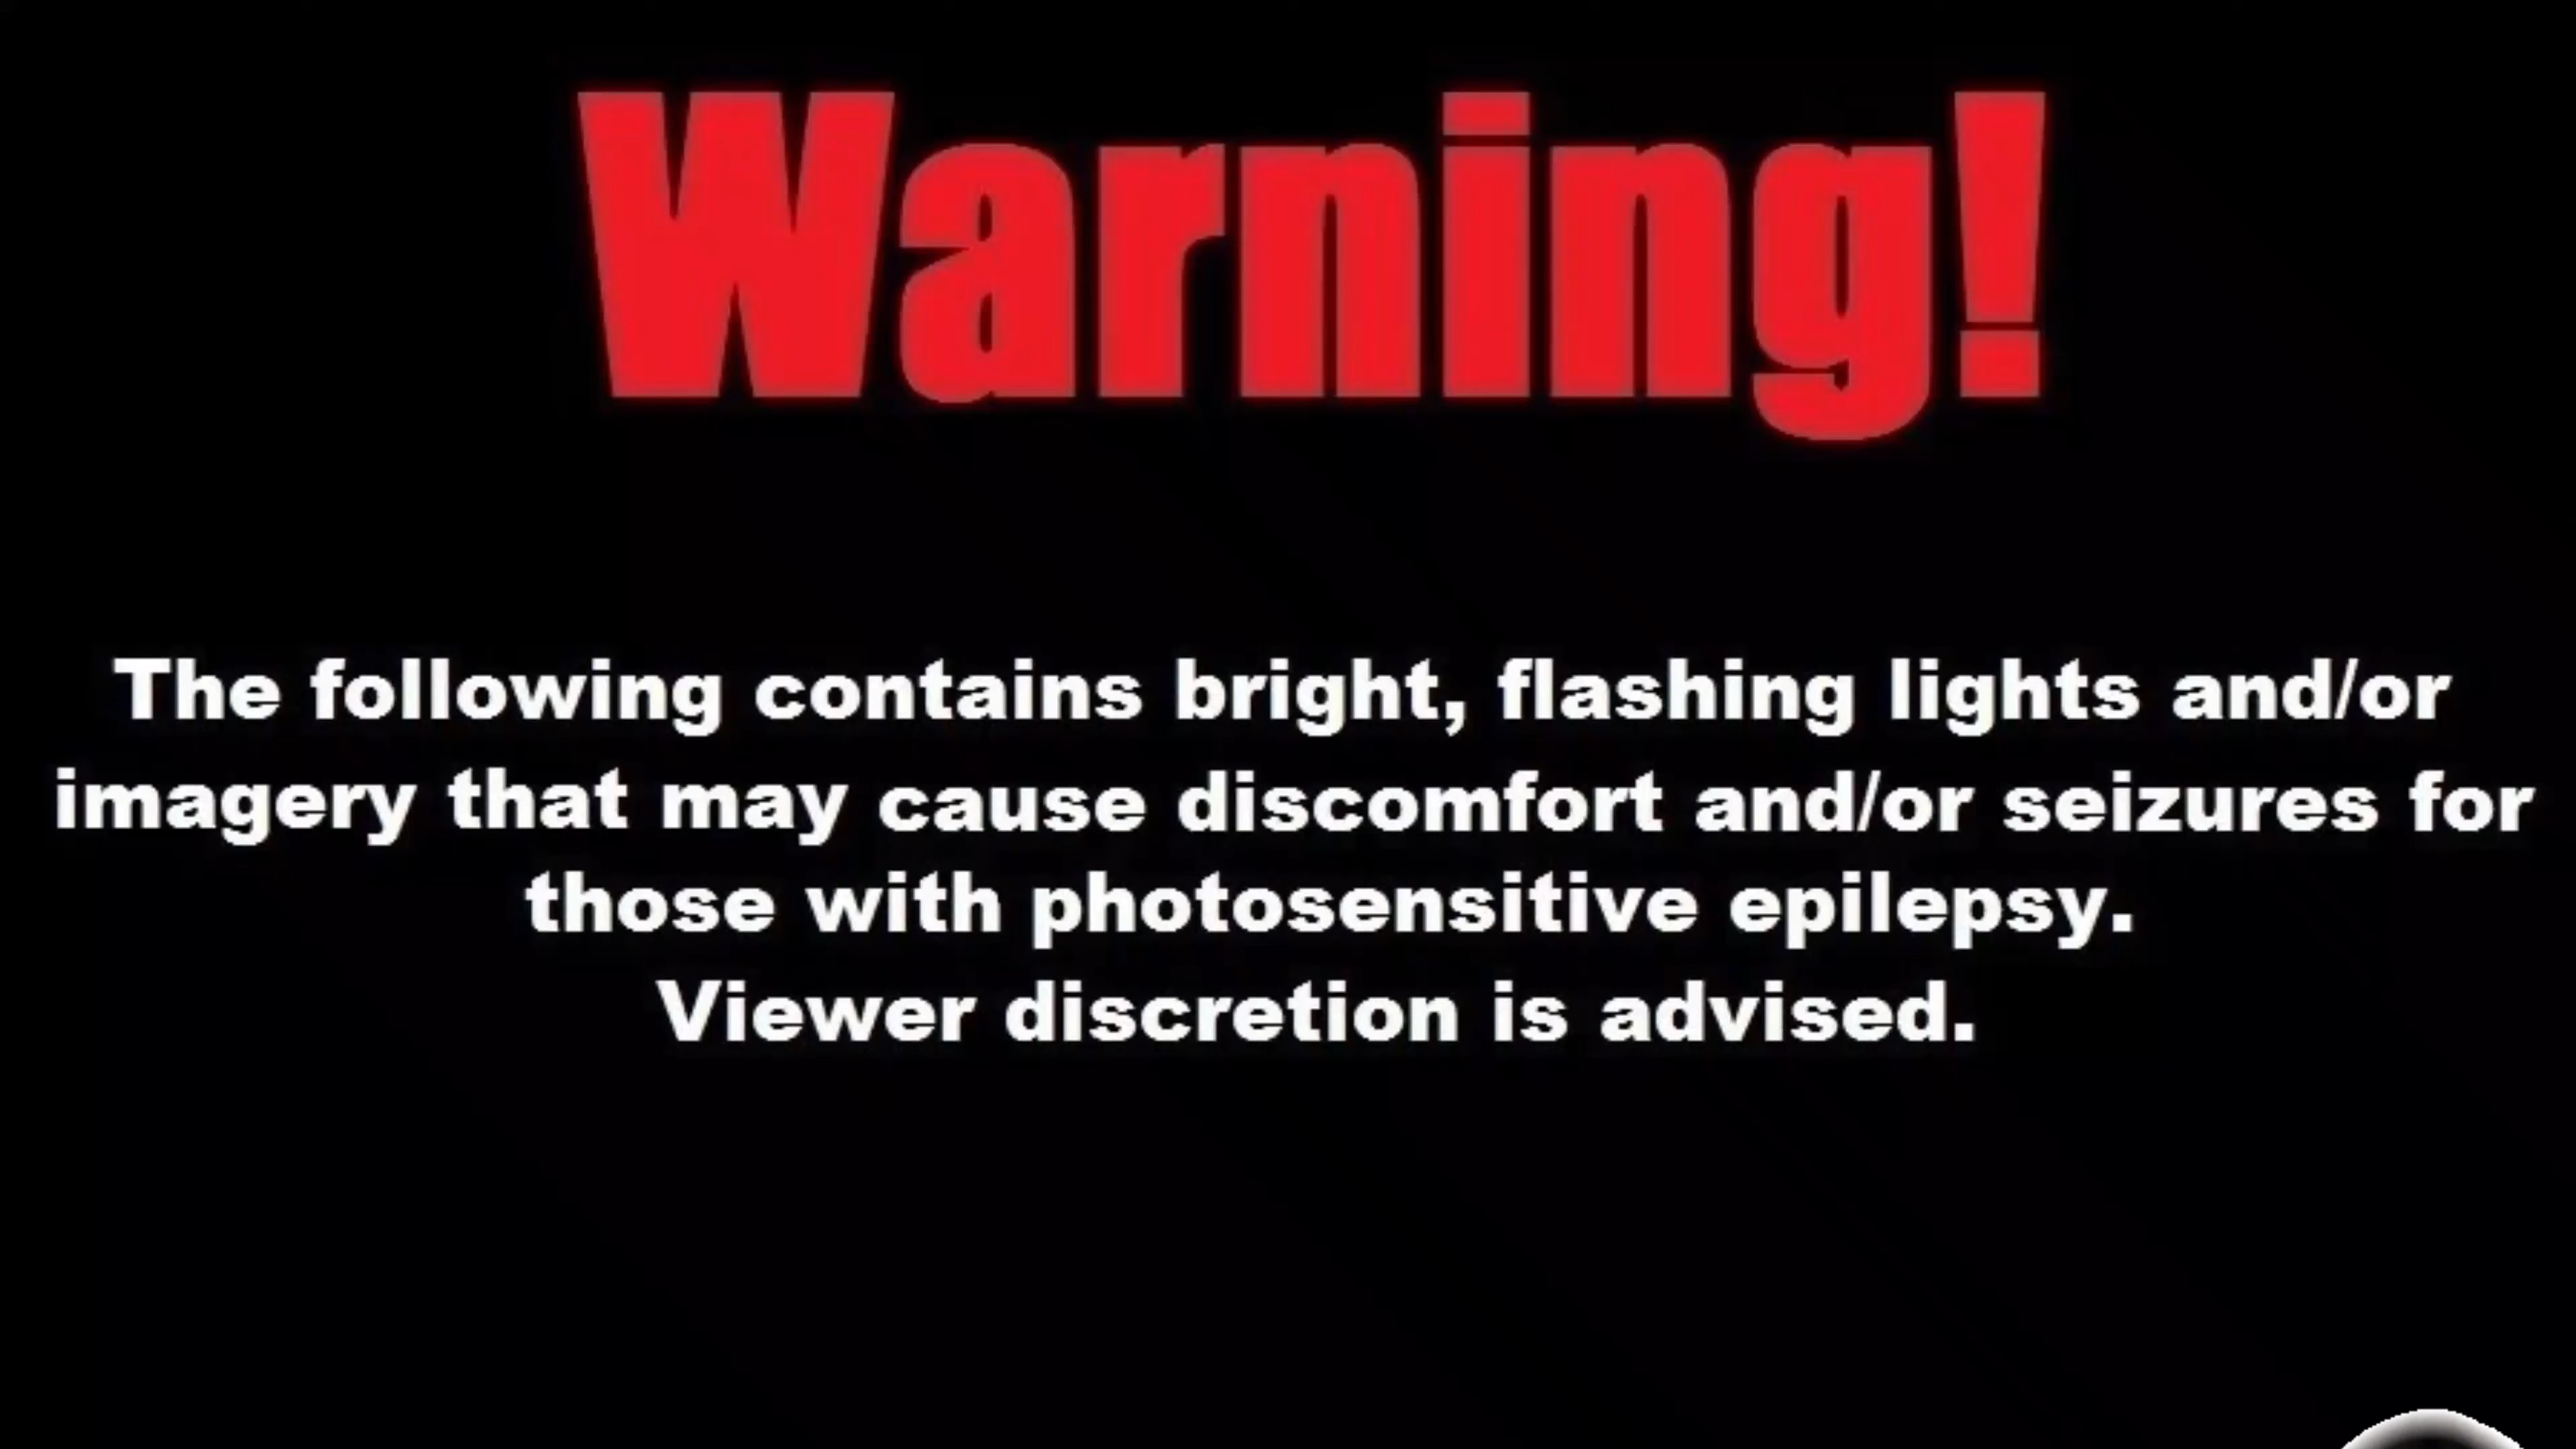 Warning!
The following contains bright, flashing lights and/or
imagery that may cause discomfort and/or seizures for
those with photosensitive epilepsy.
Viewer discretion is advised.